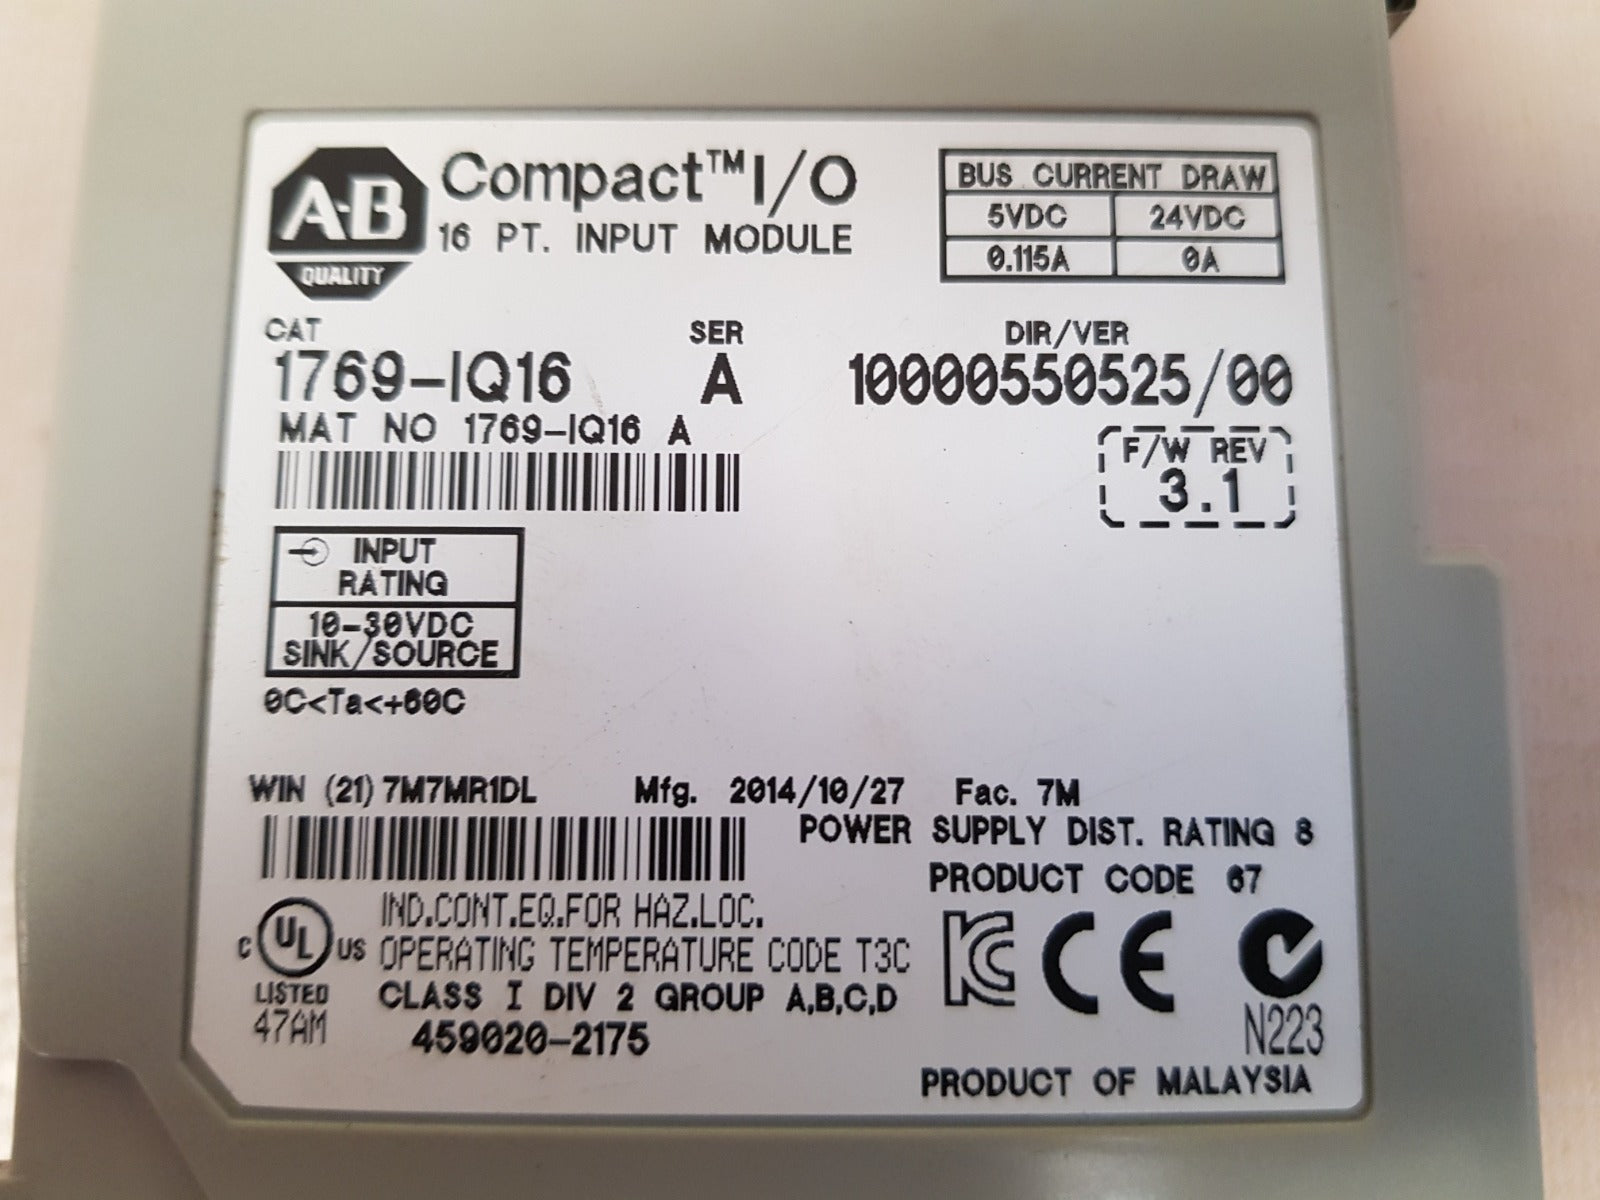 A-B
QUALITY
Compact™ I/O
16 PT. INPUT MODULE
BUS CURRENT DRAW
5VDC 24VDC
0.115A 0A
CAT SER DIR/VER
1769-IQ16 A 10000550525/00
MAT NO 1769-IQ16 A
F/W REV
3.1
INPUT
RATING
10-30VDC
SINK/SOURCE
0C<Ta<+60C
WIN (21) 7M7MR1DL Mfg. 2014/10/27 Fac. 7M
POWER SUPPLY DIST. RATING 8
PRODUCT CODE 67
C UL US
LISTED
47AM
IND.CONT.EQ.FOR HAZ.LOC.
OPERATING TEMPERATURE CODE T3C
CLASS I DIV 2 GROUP A,B,C,D
459020-2175
KC CE
N223
PRODUCT OF MALAYSIA